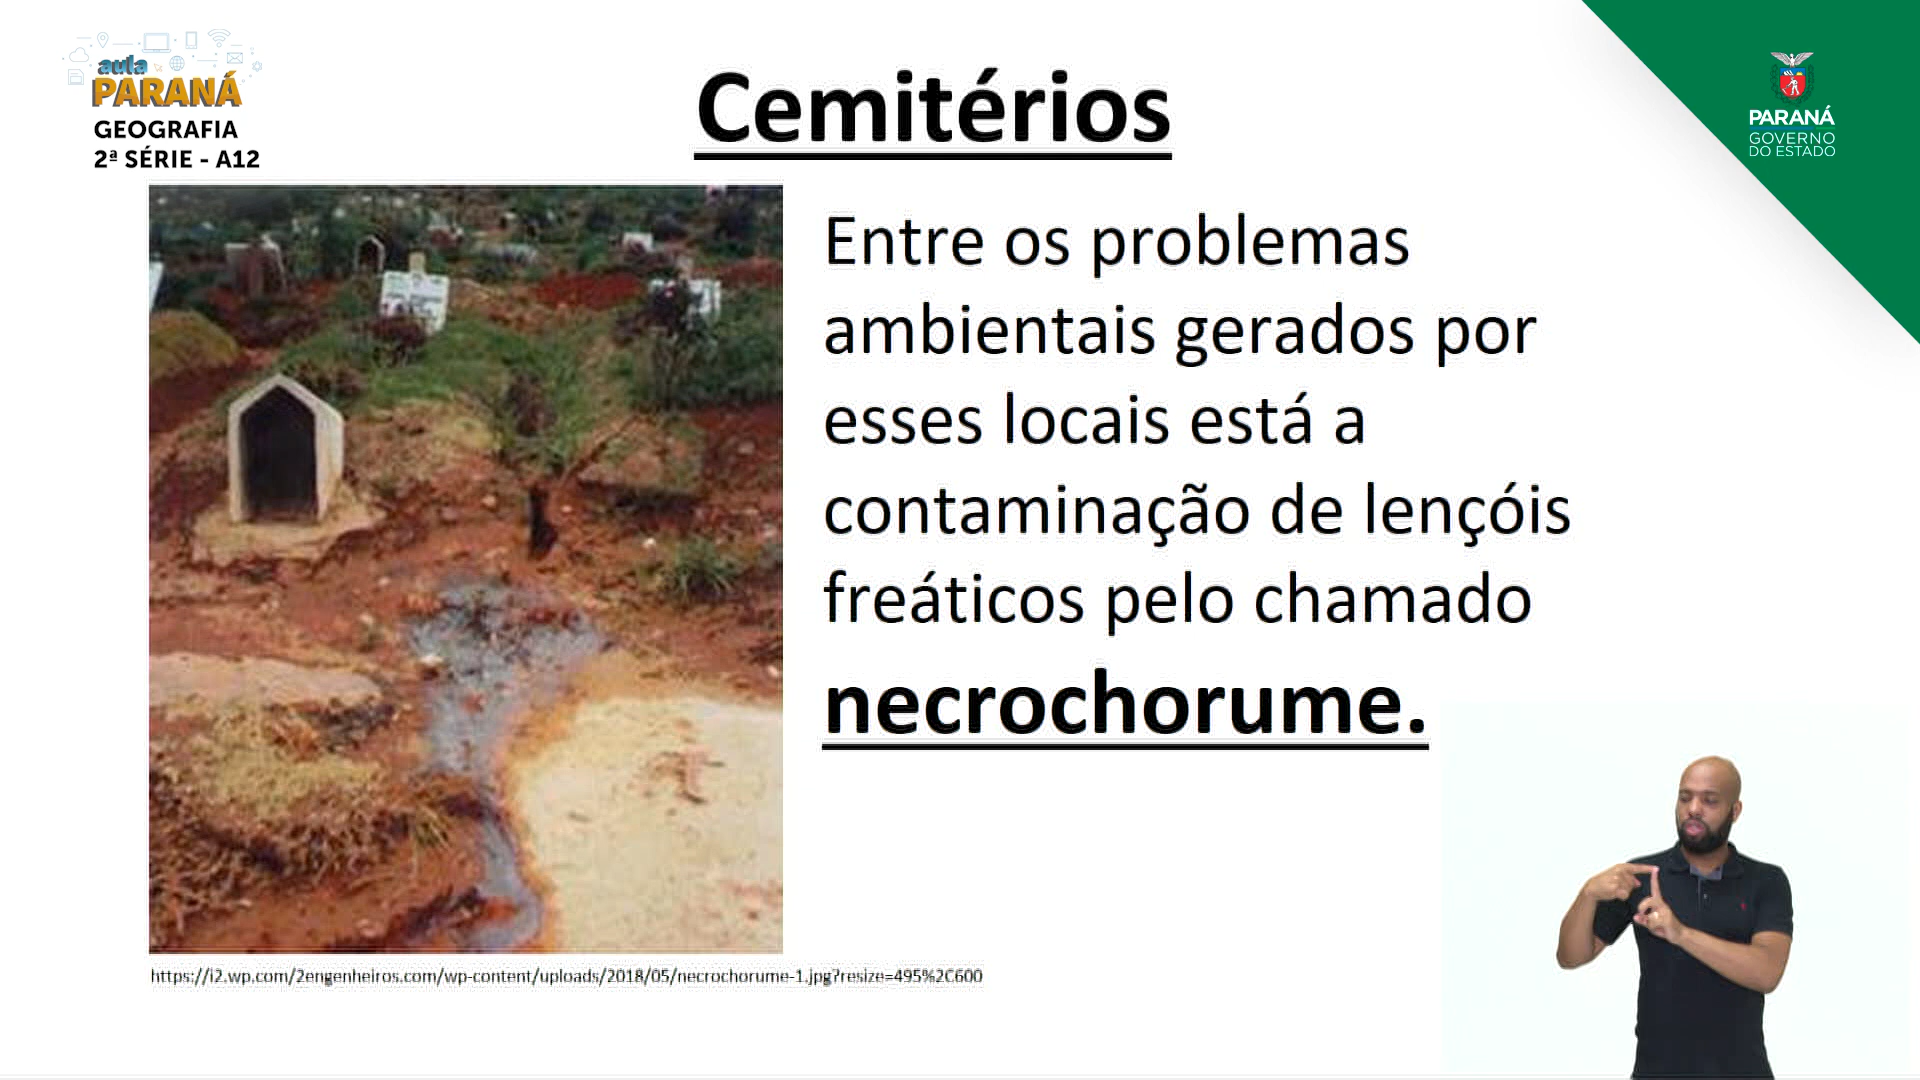 aula
PARANÁ
GEOGRAFIA
2ª SÉRIE - A12
Cemitérios
PARANÁ
GOVERNO
DO ESTADO
Entre os problemas
ambientais gerados por
esses locais está a
contaminação de lençóis
freáticos pelo chamado
necrochorume.
https://i2.wp.com/2engenheiros.com/wp-content/uploads/2018/05/necrochorume-1.jpg?resize=495%2C600